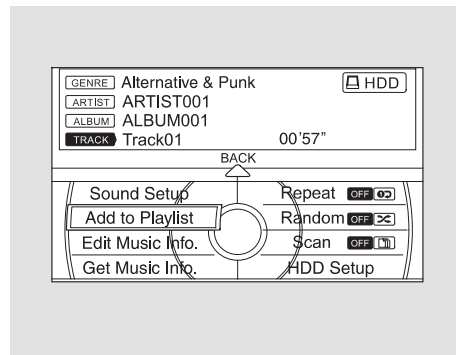 GENRE Alternative & Punk HDD
ARTIST ARTIST001
ALBUM ALBUM001
TRACK Track01 00'57”
BACK
Sound Setup Repeat OFF
Add to Playlist Random OFF
Edit Music Info. Scan OFF
Get Music Info. HDD Setup